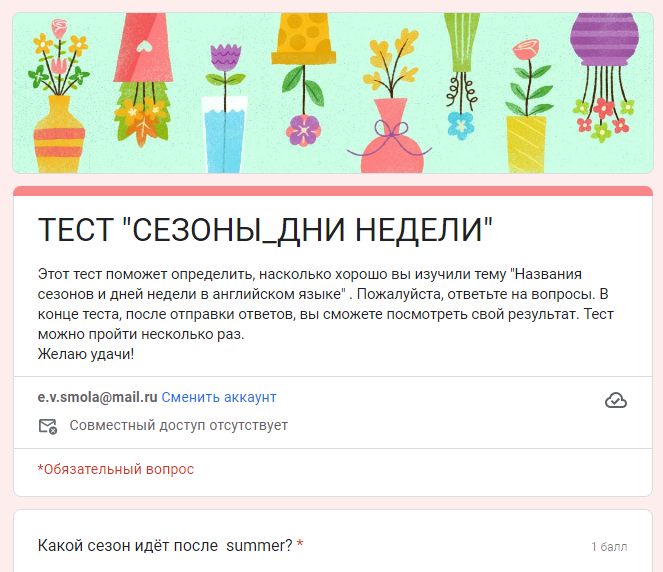 ТЕСТ "СЕЗОНЫ_ДНИ НЕДЕЛИ"
Этот тест поможет определить, насколько хорошо вы изучили тему "Названия
сезонов и дней недели в английском языке" . Пожалуйста, ответьте на вопросы. В
конце теста, после отправки ответов, вы сможете посмотреть свой результат. Тест
можно пройти несколько раз.
Желаю удачи!
e.v.smola@mail.ru Сменить аккаунт
Совместный доступ отсутствует
*Обязательный вопрос
Какой сезон идёт после  summer? *
1 балл